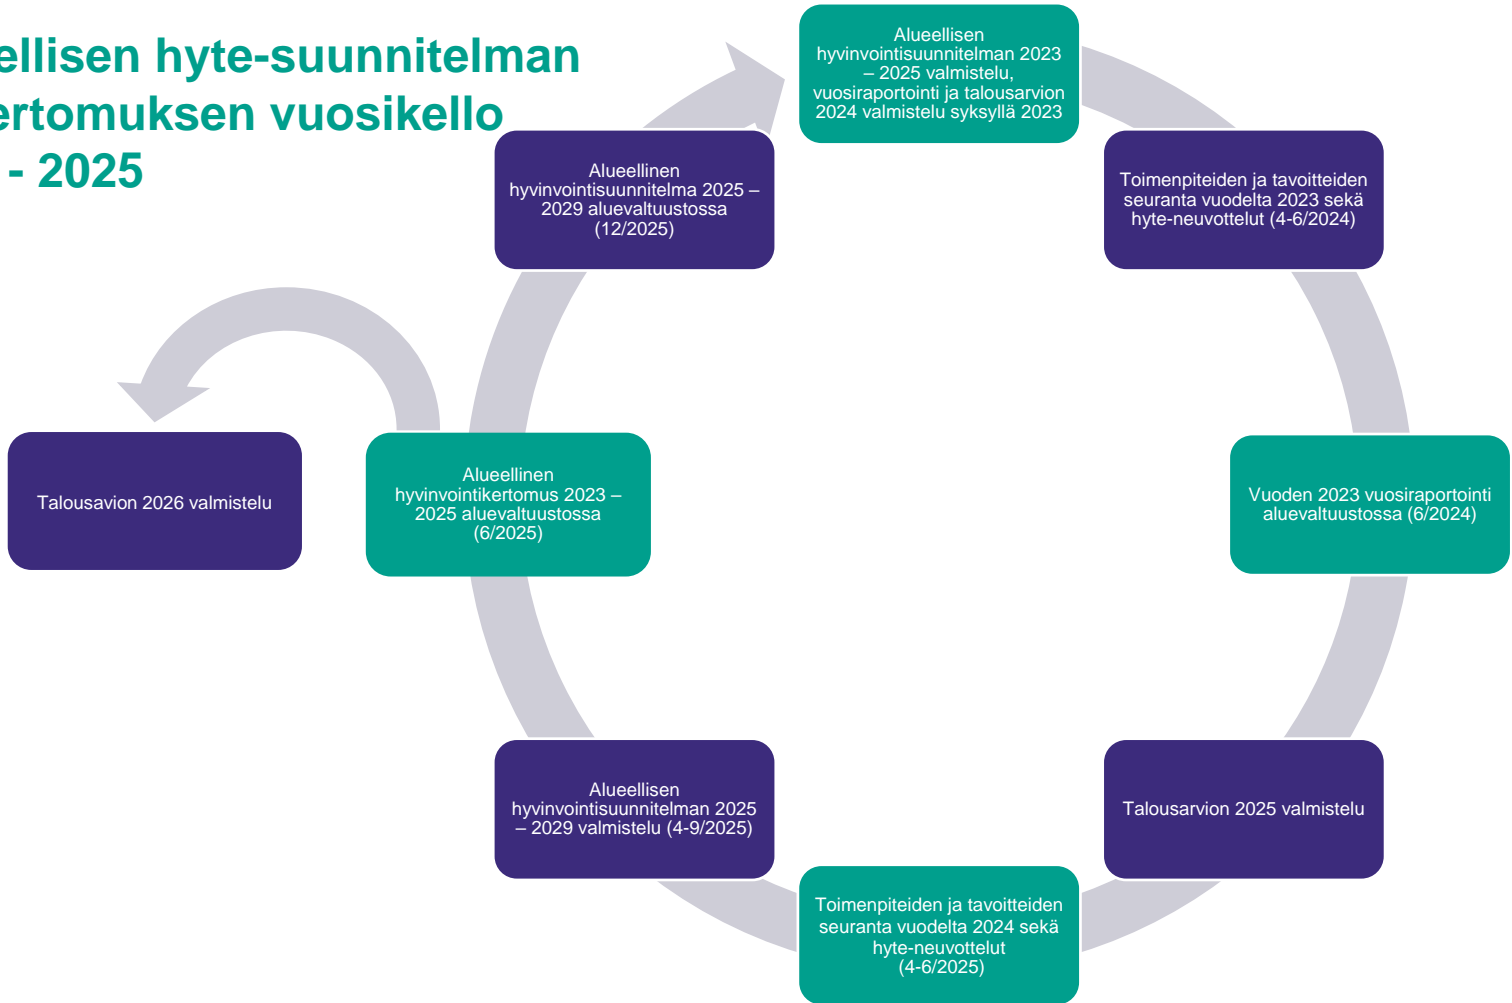 ellisen hyte-suunnitelman
ertomuksen vuosikello
- 2025
Alueellisen
hyvinvointisuunnitelman 2023
– 2025 valmistelu,
vuosiraportointi ja talousarvion
2024 valmistelu syksyllä 2023
Toimenpiteiden ja tavoitteiden
seuranta vuodelta 2023 sekä
hyte-neuvottelut (4-6/2024)
Vuoden 2023 vuosiraportointi
aluevaltuustossa (6/2024)
Talousarvion 2025 valmistelu
Toimenpiteiden ja tavoitteiden
seuranta vuodelta 2024 sekä
hyte-neuvottelut
(4-6/2025)
Alueellisen
hyvinvointisuunnitelman 2025
– 2029 valmistelu (4-9/2025)
Alueellinen
hyvinvointikertomus 2023 –
2025 aluevaltuustossa
(6/2025)
Talousavion 2026 valmistelu
Alueellinen
hyvinvointisuunnitelma 2025 –
2029 aluevaltuustossa
(12/2025)